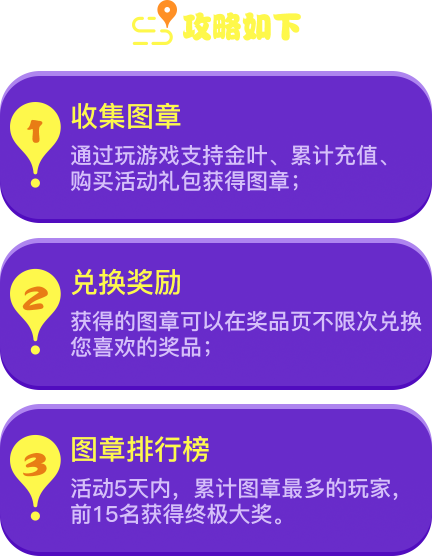 攻略如下
1
收集图章
通过玩游戏支持金叶、累计充值、
购买活动礼包获得图章；
2
兑换奖励
获得的图章可以在奖品页不限次兑换
您喜欢的奖品；
3
图章排行榜
活动5天内，累计图章最多的玩家，
前15名获得终极大奖。